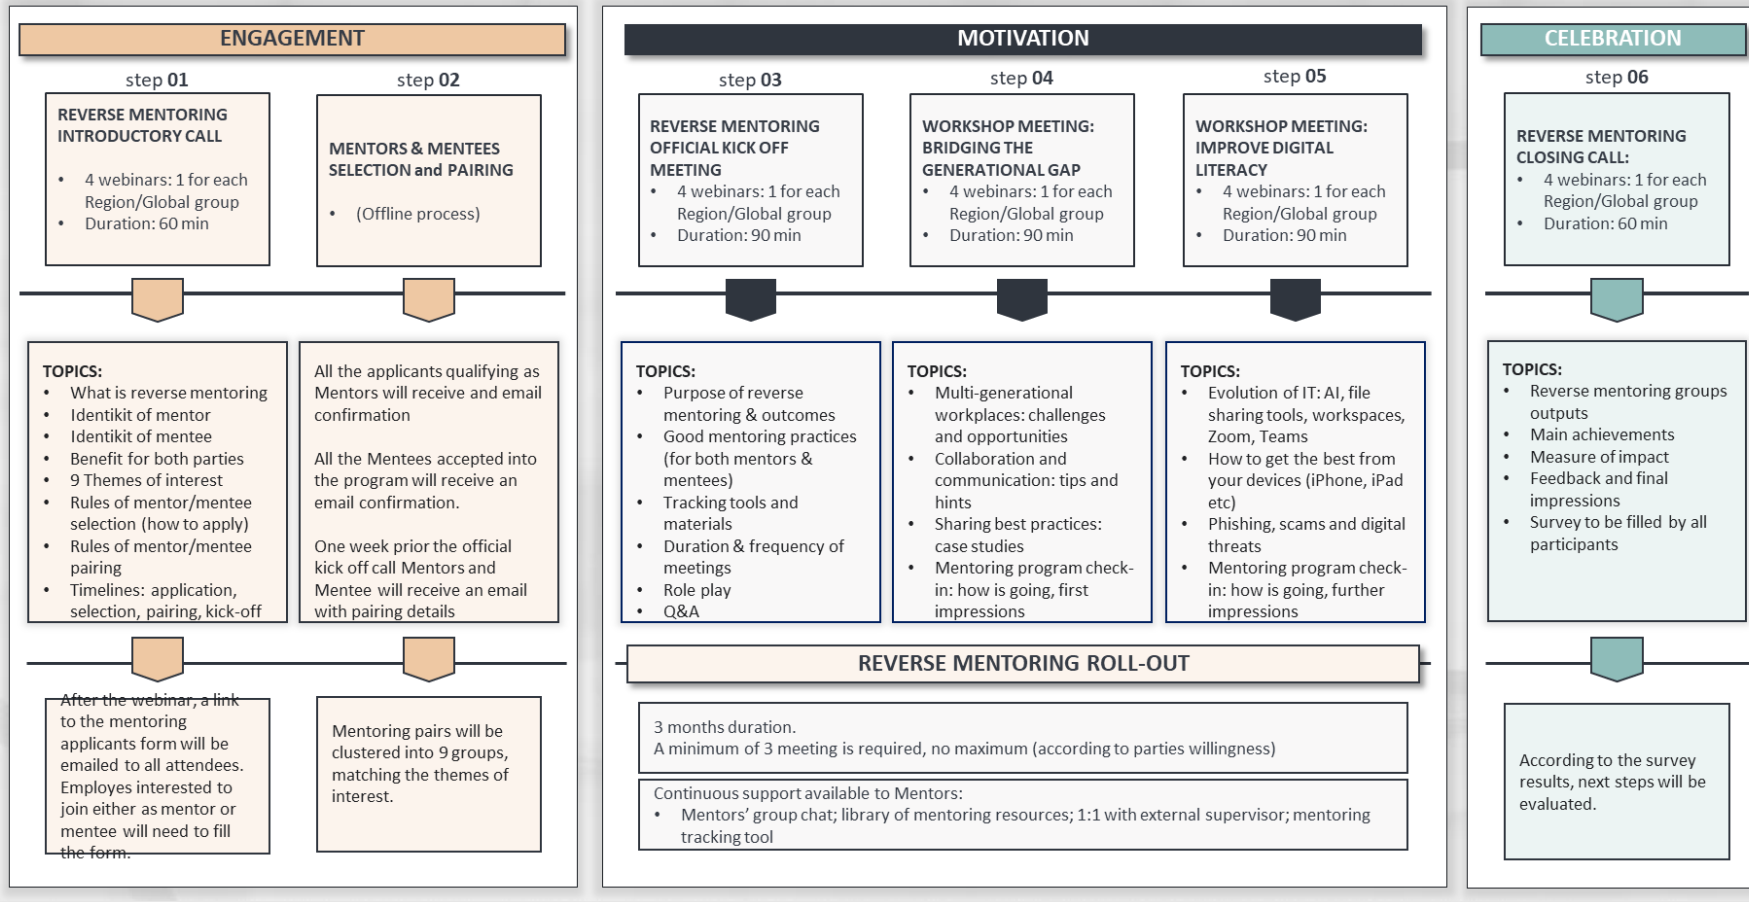 ENGAGEMENT
step 01
REVERSE MENTORING
INTRODUCTORY CALL
• 4 webinars: 1 for each
Region/Global group
• Duration: 60 min
step 02
MENTORS & MENTEES
SELECTION and PAIRING
• (Offline process)
TOPICS:
• What is reverse mentoring
• Identikit of mentor
• Identikit of mentee
• Benefit for both parties
• 9 Themes of interest
• Rules of mentor/mentee
selection (how to apply)
• Rules of mentor/mentee
pairing
• Timelines: application,
selection, pairing, kick-off
All the applicants qualifying as
Mentors will receive and email
confirmation
All the Mentees accepted into
the program will receive an
email confirmation.
One week prior the official
kick off call Mentors and
Mentee will receive an email
with pairing details
After the webinar, a link
to the mentoring
applicants form will be
emailed to all attendees.
Employes interested to
join either as mentor or
mentee will need to fill
the form.
Mentoring pairs will be
clustered into 9 groups,
matching the themes of
interest.
MOTIVATION
step 03
REVERSE MENTORING
OFFICIAL KICK OFF
MEETING
• 4 webinars: 1 for each
Region/Global group
• Duration: 90 min
step 04
WORKSHOP MEETING:
BRIDGING THE
GENERATIONAL GAP
• 4 webinars: 1 for each
Region/Global group
• Duration: 90 min
step 05
WORKSHOP MEETING:
IMPROVE DIGITAL
LITERACY
• 4 webinars: 1 for each
Region/Global group
• Duration: 90 min
TOPICS:
• Purpose of reverse
mentoring & outcomes
• Good mentoring practices
(for both mentors &
mentees)
• Tracking tools and
materials
• Duration & frequency of
meetings
• Role play
• Q&A
TOPICS:
• Multi-generational
workplaces: challenges
and opportunities
• Collaboration and
communication: tips and
hints
• Sharing best practices:
case studies
• Mentoring program check-
in: how is going, first
impressions
TOPICS:
• Evolution of IT: AI, file
sharing tools, workspaces,
Zoom, Teams
• How to get the best from
your devices (iPhone, iPad
etc)
• Phishing, scams and digital
threats
• Mentoring program check-
in: how is going, further
impressions
REVERSE MENTORING ROLL-OUT
3 months duration.
A minimum of 3 meeting is required, no maximum (according to parties willingness)
Continuous support available to Mentors:
• Mentors' group chat; library of mentoring resources; 1:1 with external supervisor; mentoring
tracking tool
CELEBRATION
step 06
REVERSE MENTORING
CLOSING CALL:
• 4 webinars: 1 for each
Region/Global group
• Duration: 60 min
TOPICS:
• Reverse mentoring groups
outputs
• Main achievements
• Measure of impact
• Feedback and final
impressions
• Survey to be filled by all
participants
According to the survey
results, next steps will be
evaluated.